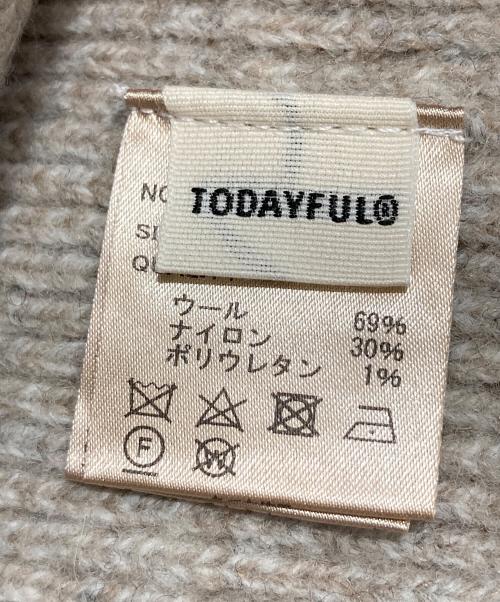 TODAYFUL®
ウール 69%
ナイロン 30%
ポリウレタン 1%
F
W